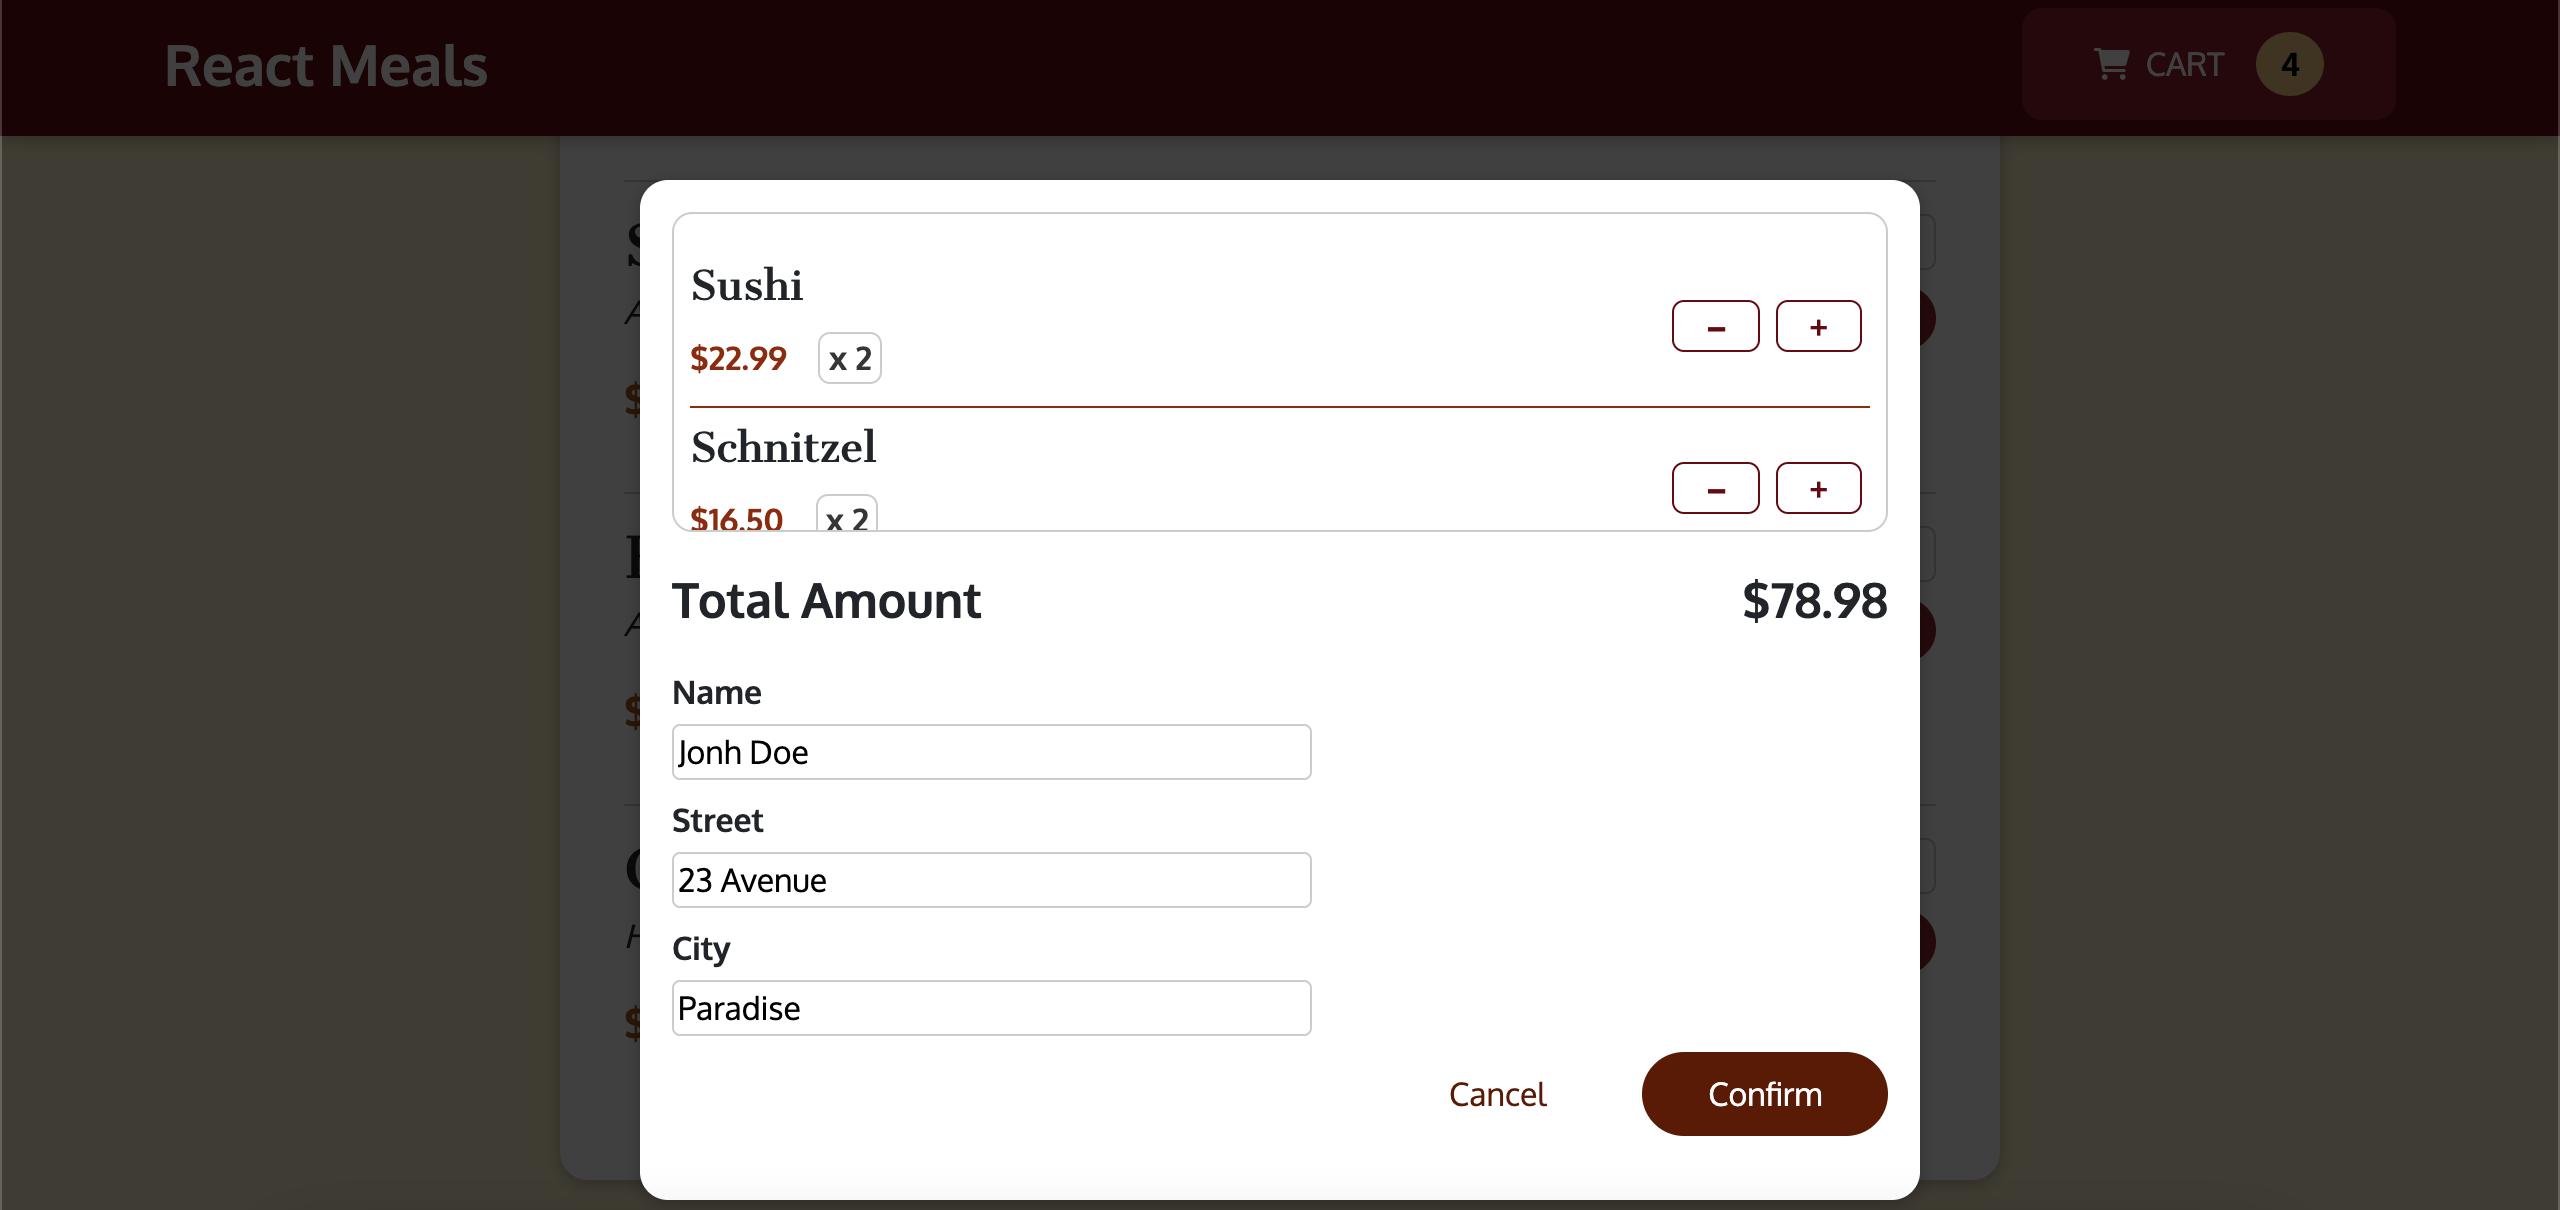 React Meals
CART 4
Sushi
$22.99 x 2
− +
Schnitzel
$16.50 x 2
− +
Total Amount $78.98
Name
Jonh Doe
Street
23 Avenue
City
Paradise
Cancel Confirm